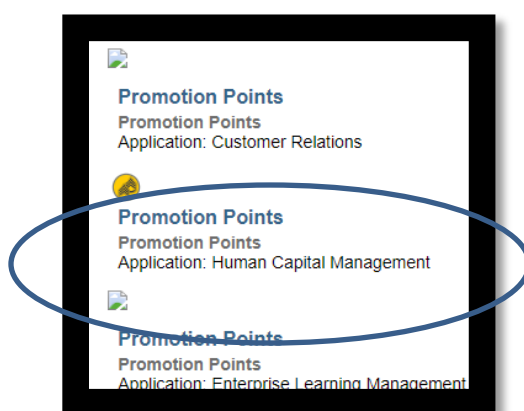 Promotion Points
Promotion Points
Application: Customer Relations
Promotion Points
Promotion Points
Application: Human Capital Management
Promotion Points
Promotion Points
Application: Enterprise Learning Management